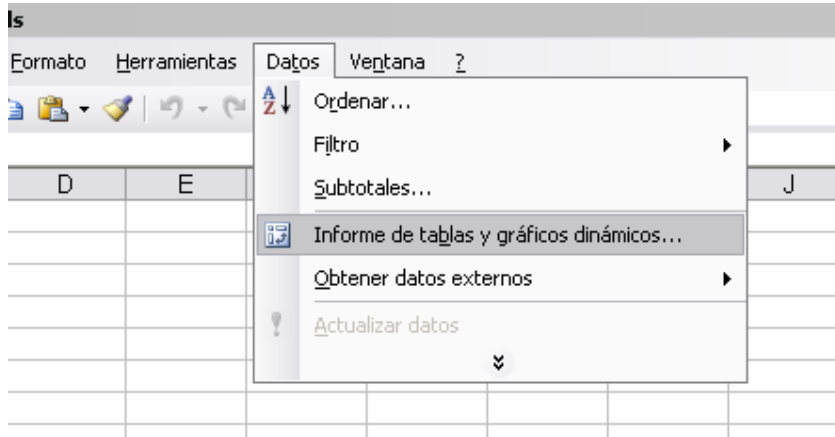 ls
Formato Herramientas Datos Ventana ?
Ordenar...
Filtro
D E J
Subtotales...
Informe de tablas y gráficos dinámicos...
Obtener datos externos
Actualizar datos